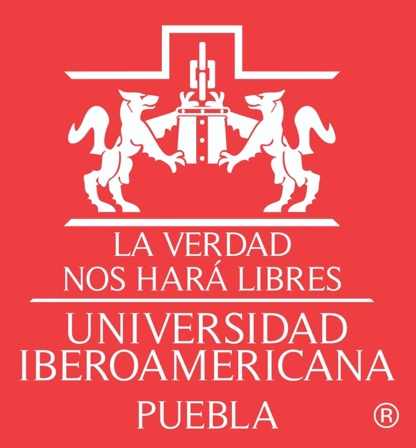 LA VERDAD
NOS HARÁ LIBRES
UNIVERSIDAD
IBEROAMERICANA
PUEBLA ®